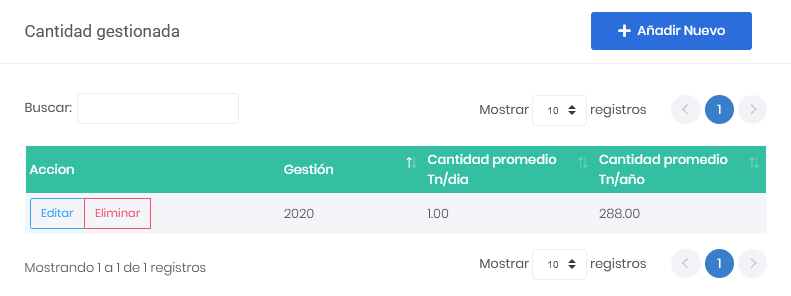 Cantidad gestionada
Añadir Nuevo
Buscar:
Mostrar 10 registros
1
Accion Gestión Cantidad promedio Tn/dia Cantidad promedio Tn/año
Editar Eliminar 2020 1.00 288.00
Mostrando 1 a 1 de 1 registros
Mostrar 10 registros
1